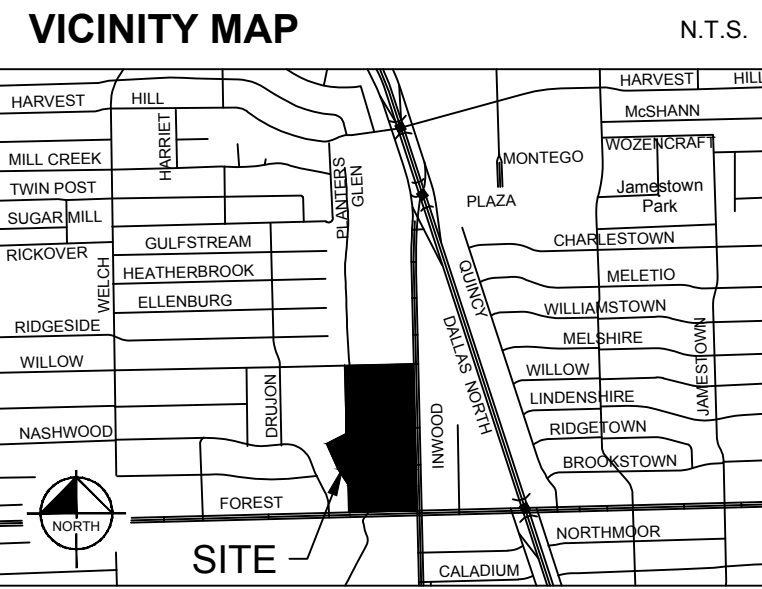 VICINITY MAP
N.T.S.
HARVEST HILL
HARVEST HILL
McSHANN
HARRIET
WOZENCRAFT
MILL CREEK
MONTEGO
TWIN POST
PLANTERS
GLEN
Jamestown
Park
PLAZA
SUGAR MILL
GULFSTREAM
CHARLESTOWN
RICKOVER
HEATHERBROOK
QUINCY
MELETIO
WELCH
ELLENBURG
WILLIAMSTOWN
RIDGESIDE
MELSHIRE
DALLAS NORTH
WILLOW
WILLOW
JAMESTOWN
LINDENSHIRE
DRUJON
INWOOD
NASHWOOD
RIDGETOWN
BROOKSTOWN
FOREST
NORTH
NORTHMOOR
SITE
CALADIUM